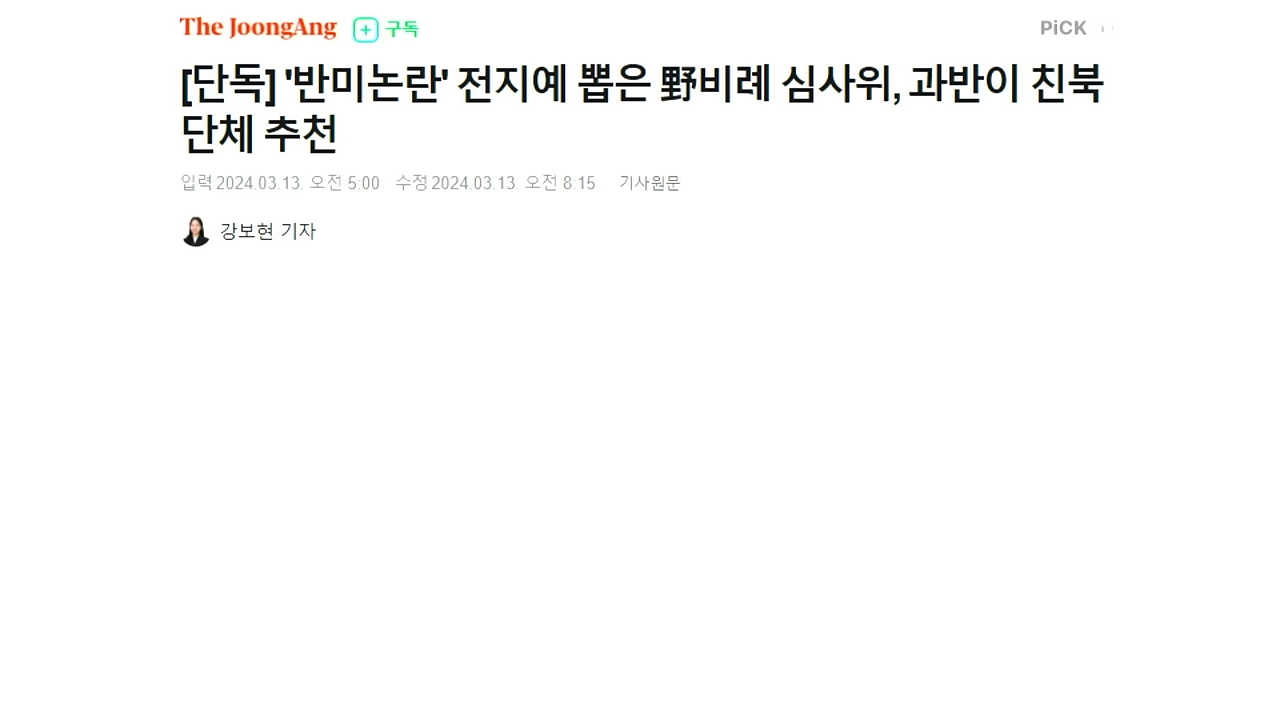 The JoongAng + 구독
PiCK
[단독] '반미논란' 전지예 뽑은 野비례 심사위, 과반이 친북
단체 추천
입력 2024.03.13. 오전 5:00 수정 2024.03.13. 오전 8:15 기사원문
강보현 기자